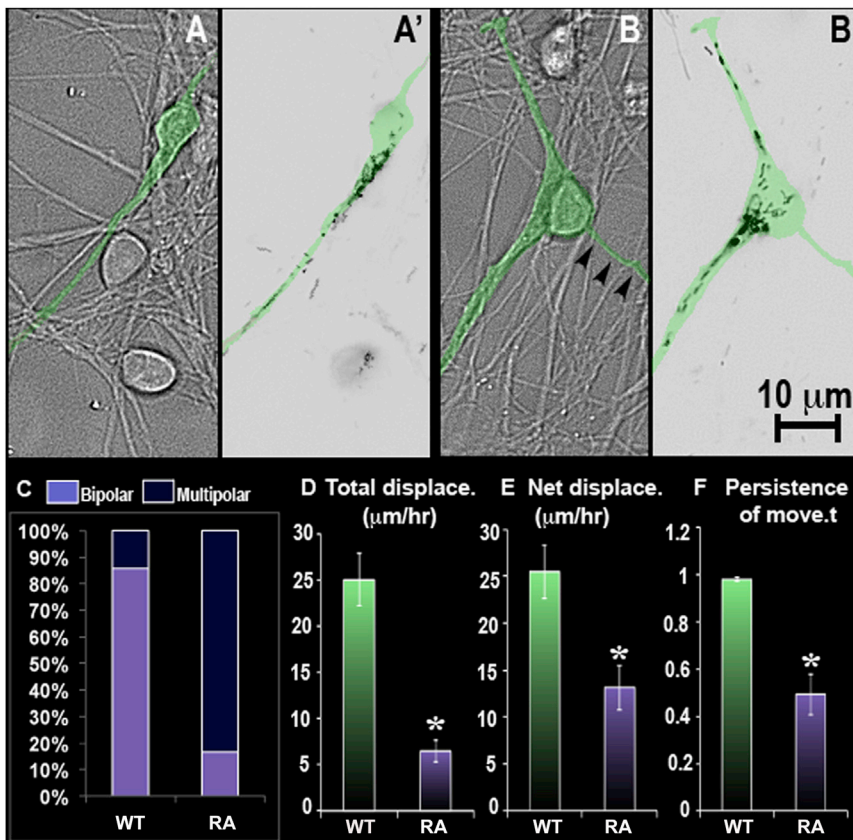 A
A'
B
B
10 μm
C
Bipolar
Multipolar
100%
90%
80%
70%
60%
50%
40%
30%
20%
10%
0%
WT
RA
D Total displace.
(μm/hr)
30
25
20
15
10
5
0
*
WT
RA
E Net displace.
(μm/hr)
30
25
20
15
10
5
0
*
WT
RA
F Persistence
of move.t
1.2
1
0.8
0.6
0.4
0.2
0
*
WT
RA